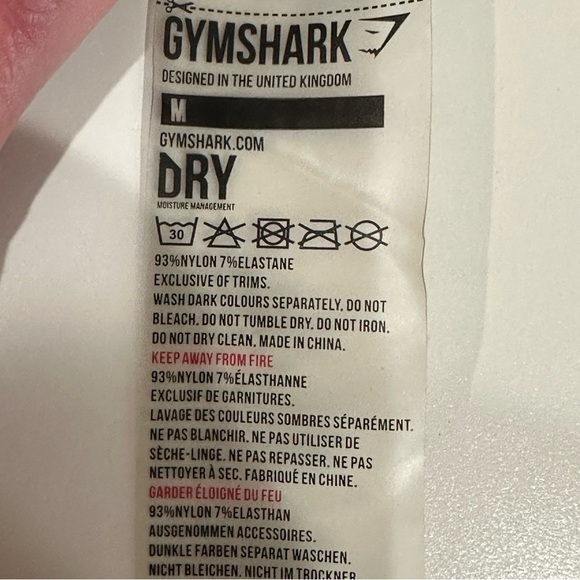 GYMSHARK
DESIGNED IN THE UNITED KINGDOM
M
GYMSHARK.COM
DRY
MOISTURE MANAGEMENT
30
93%NYLON 7%ELASTANE
EXCLUSIVE OF TRIMS.
WASH DARK COLOURS SEPARATELY. DO NOT
BLEACH. DO NOT TUMBLE DRY. DO NOT IRON.
DO NOT DRY CLEAN. MADE IN CHINA.
KEEP AWAY FROM FIRE
93%NYLON 7%ÉLASTHANNE
EXCLUSIF DE GARNITURES.
LAVAGE DES COULEURS SOMBRES SÉPARÉMENT.
NE PAS BLANCHIR. NE PAS UTILISER DE
SÈCHE-LINGE. NE PAS REPASSER. NE PAS
NETTOYER À SEC. FABRIQUÉ EN CHINE.
GARDER ÉLOIGNÉ DU FEU
93%NYLON 7%ELASTHAN
AUSGENOMMEN ACCESSOIRES.
DUNKLE FARBEN SEPARAT WASCHEN.
NICHT BLEICHEN. NICHT IM TROCKNER